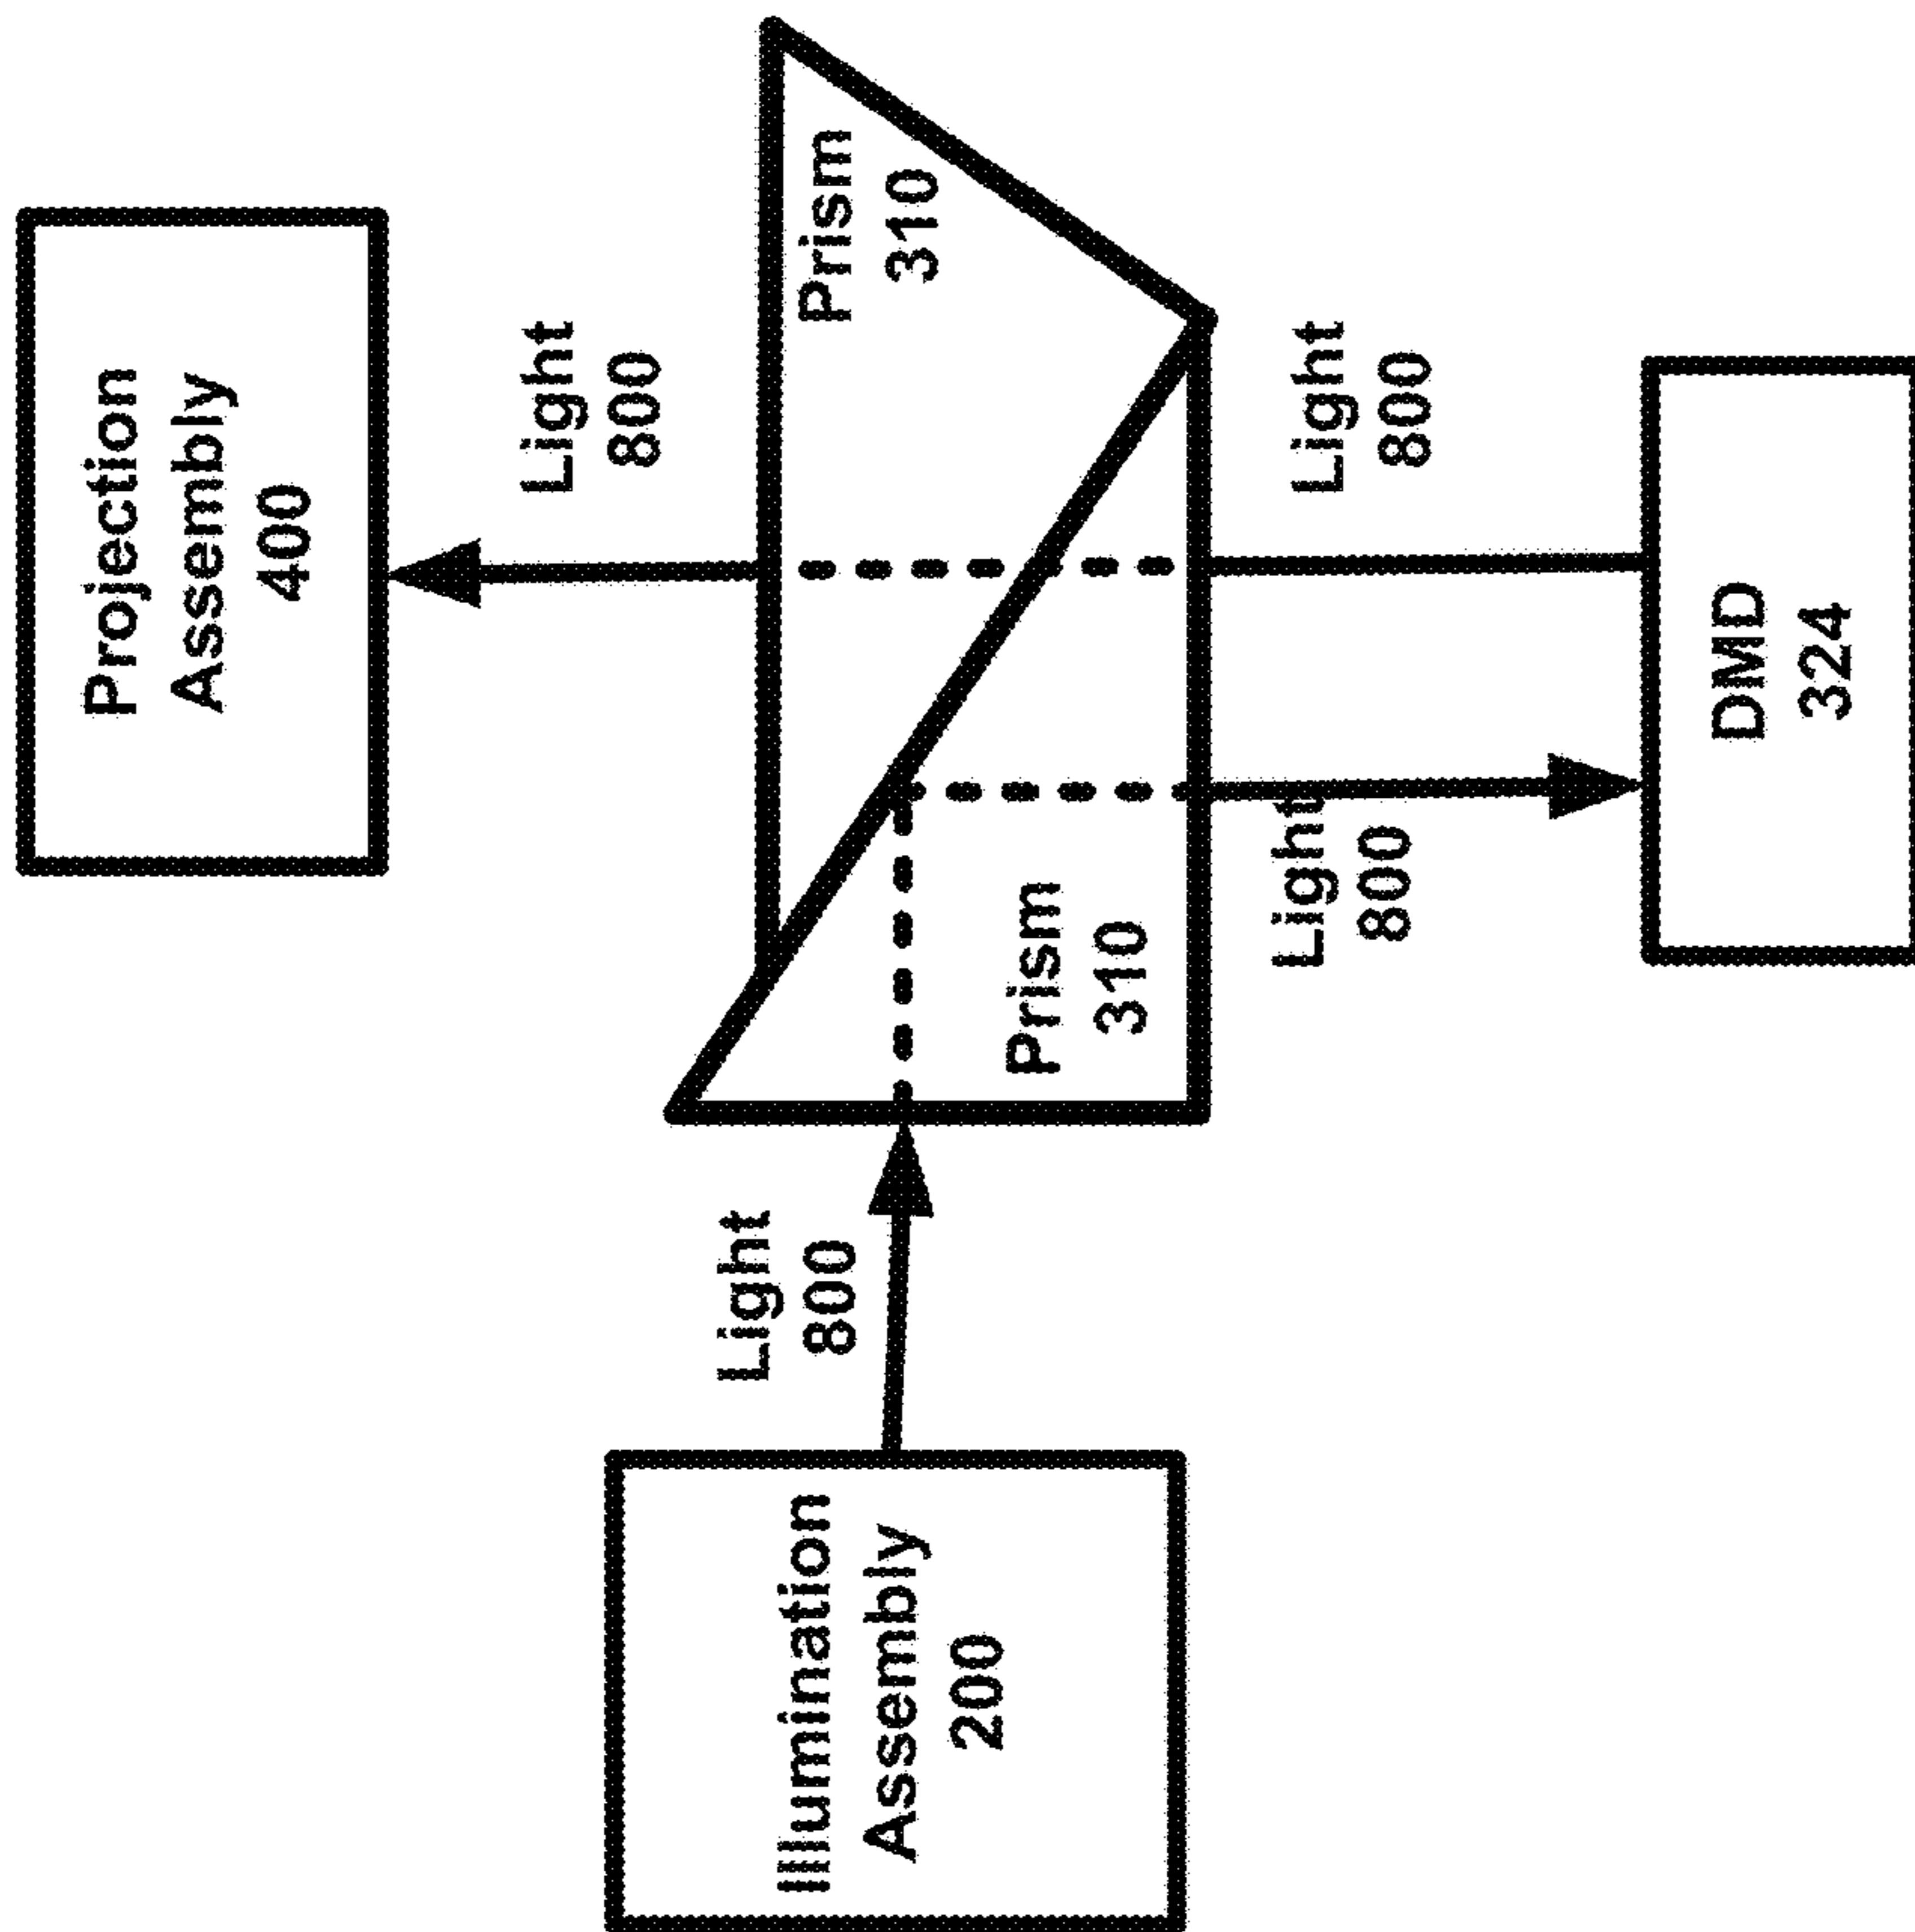 Projection
Assembly
400
Light
800
Light
800
Illumination
Assembly
200
Prism
310
Prism
310
Light
800
Light
800
DMD
324